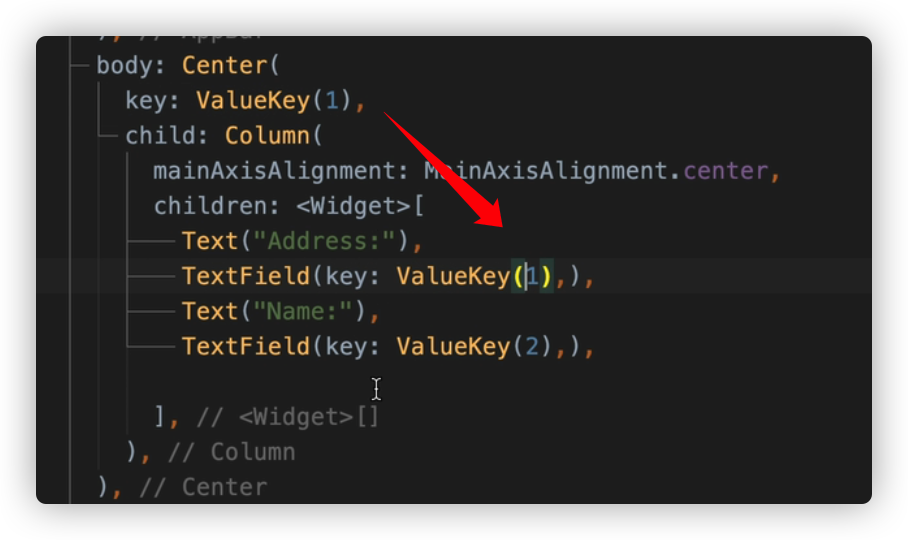 ), // AppBar
body: Center(
key: ValueKey(1),
child: Column(
mainAxisAlignment: MainAxisAlignment.center,
children: <Widget>[
Text("Address:"),
TextField(key: ValueKey(1),),
Text("Name:"),
TextField(key: ValueKey(2),),
], // <Widget>[]
), // Column
), // Center